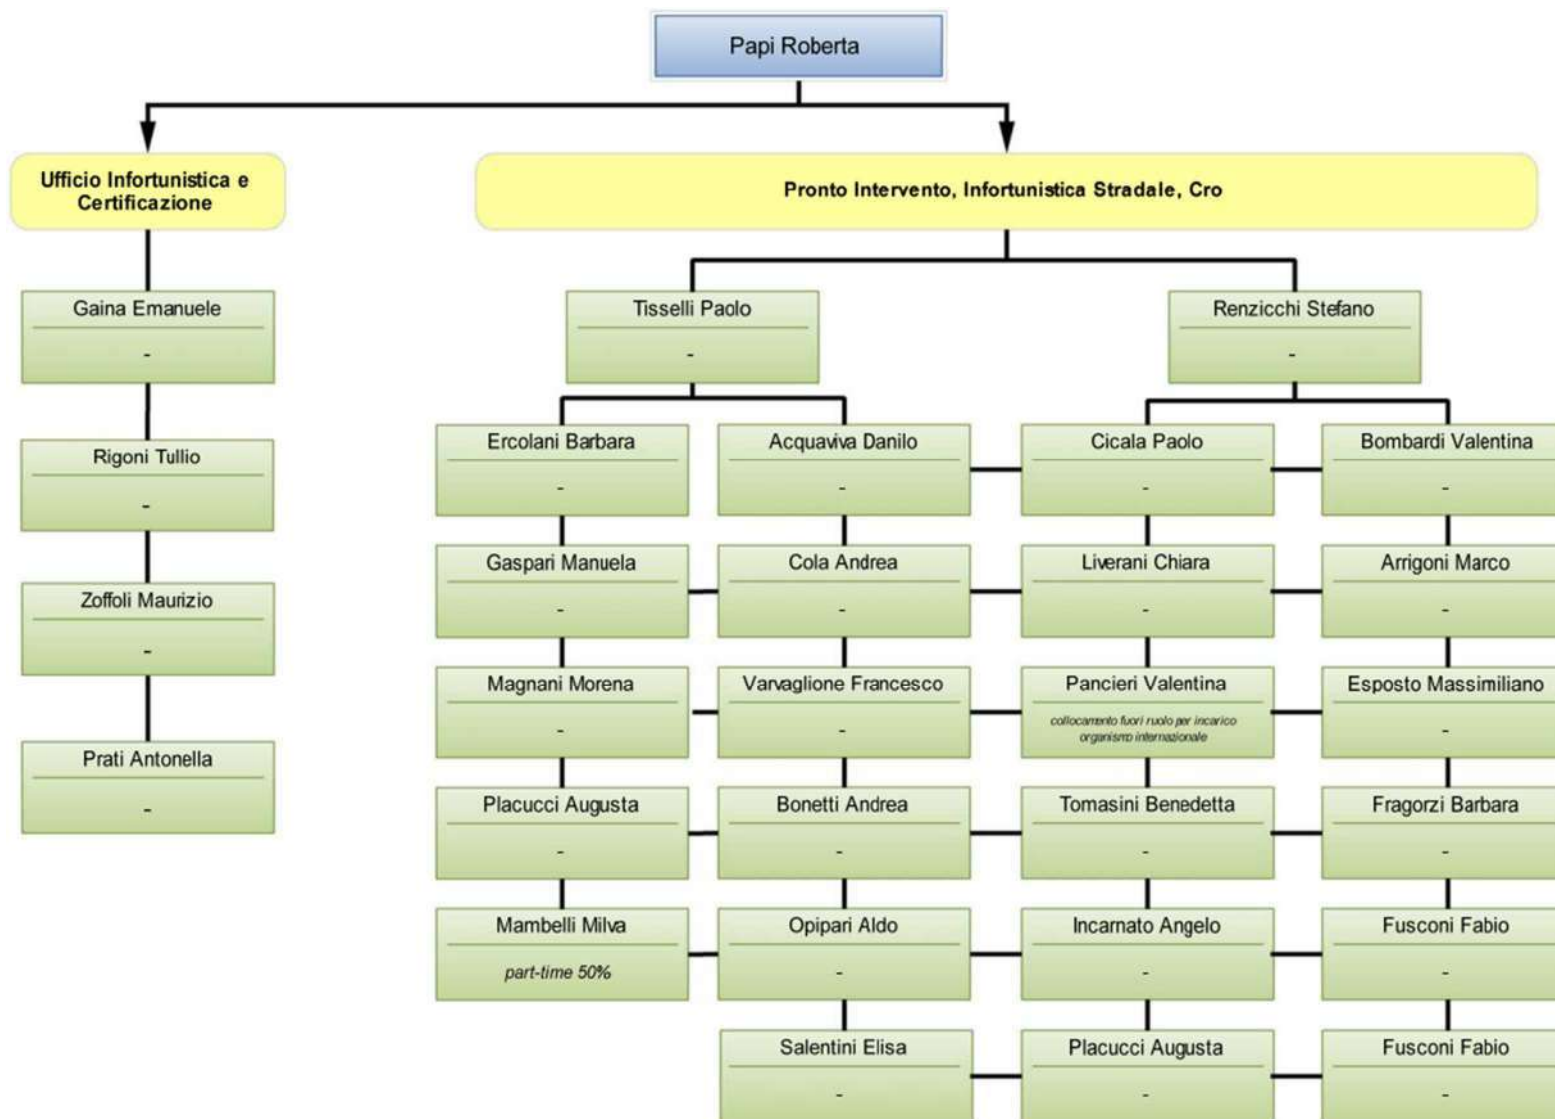 Papi Roberta
Ufficio Infortunistica e
Certificazione
Pronto Intervento, Infortunistica Stradale, Cro
Gaina Emanuele
-
Tisselli Paolo
-
Renzicchi Stefano
-
Rigoni Tullio
-
Zoffoli Maurizio
-
Prati Antonella
-
Ercolani Barbara
-
Acquaviva Danilo
-
Cicala Paolo
-
Bombardi Valentina
-
Gaspari Manuela
-
Cola Andrea
-
Liverani Chiara
-
Arrigoni Marco
-
Magnani Morena
-
Varvaglione Francesco
-
Pancieri Valentina
collocamento fuori ruolo per incarico
organismo internazionale
Esposto Massimiliano
-
Placucci Augusta
-
Bonetti Andrea
-
Tomasini Benedetta
-
Fragorzi Barbara
-
Mambelli Milva
part-time 50%
Opipari Aldo
-
Incarnato Angelo
-
Fusconi Fabio
-
Salentini Elisa
-
Placucci Augusta
-
Fusconi Fabio
-